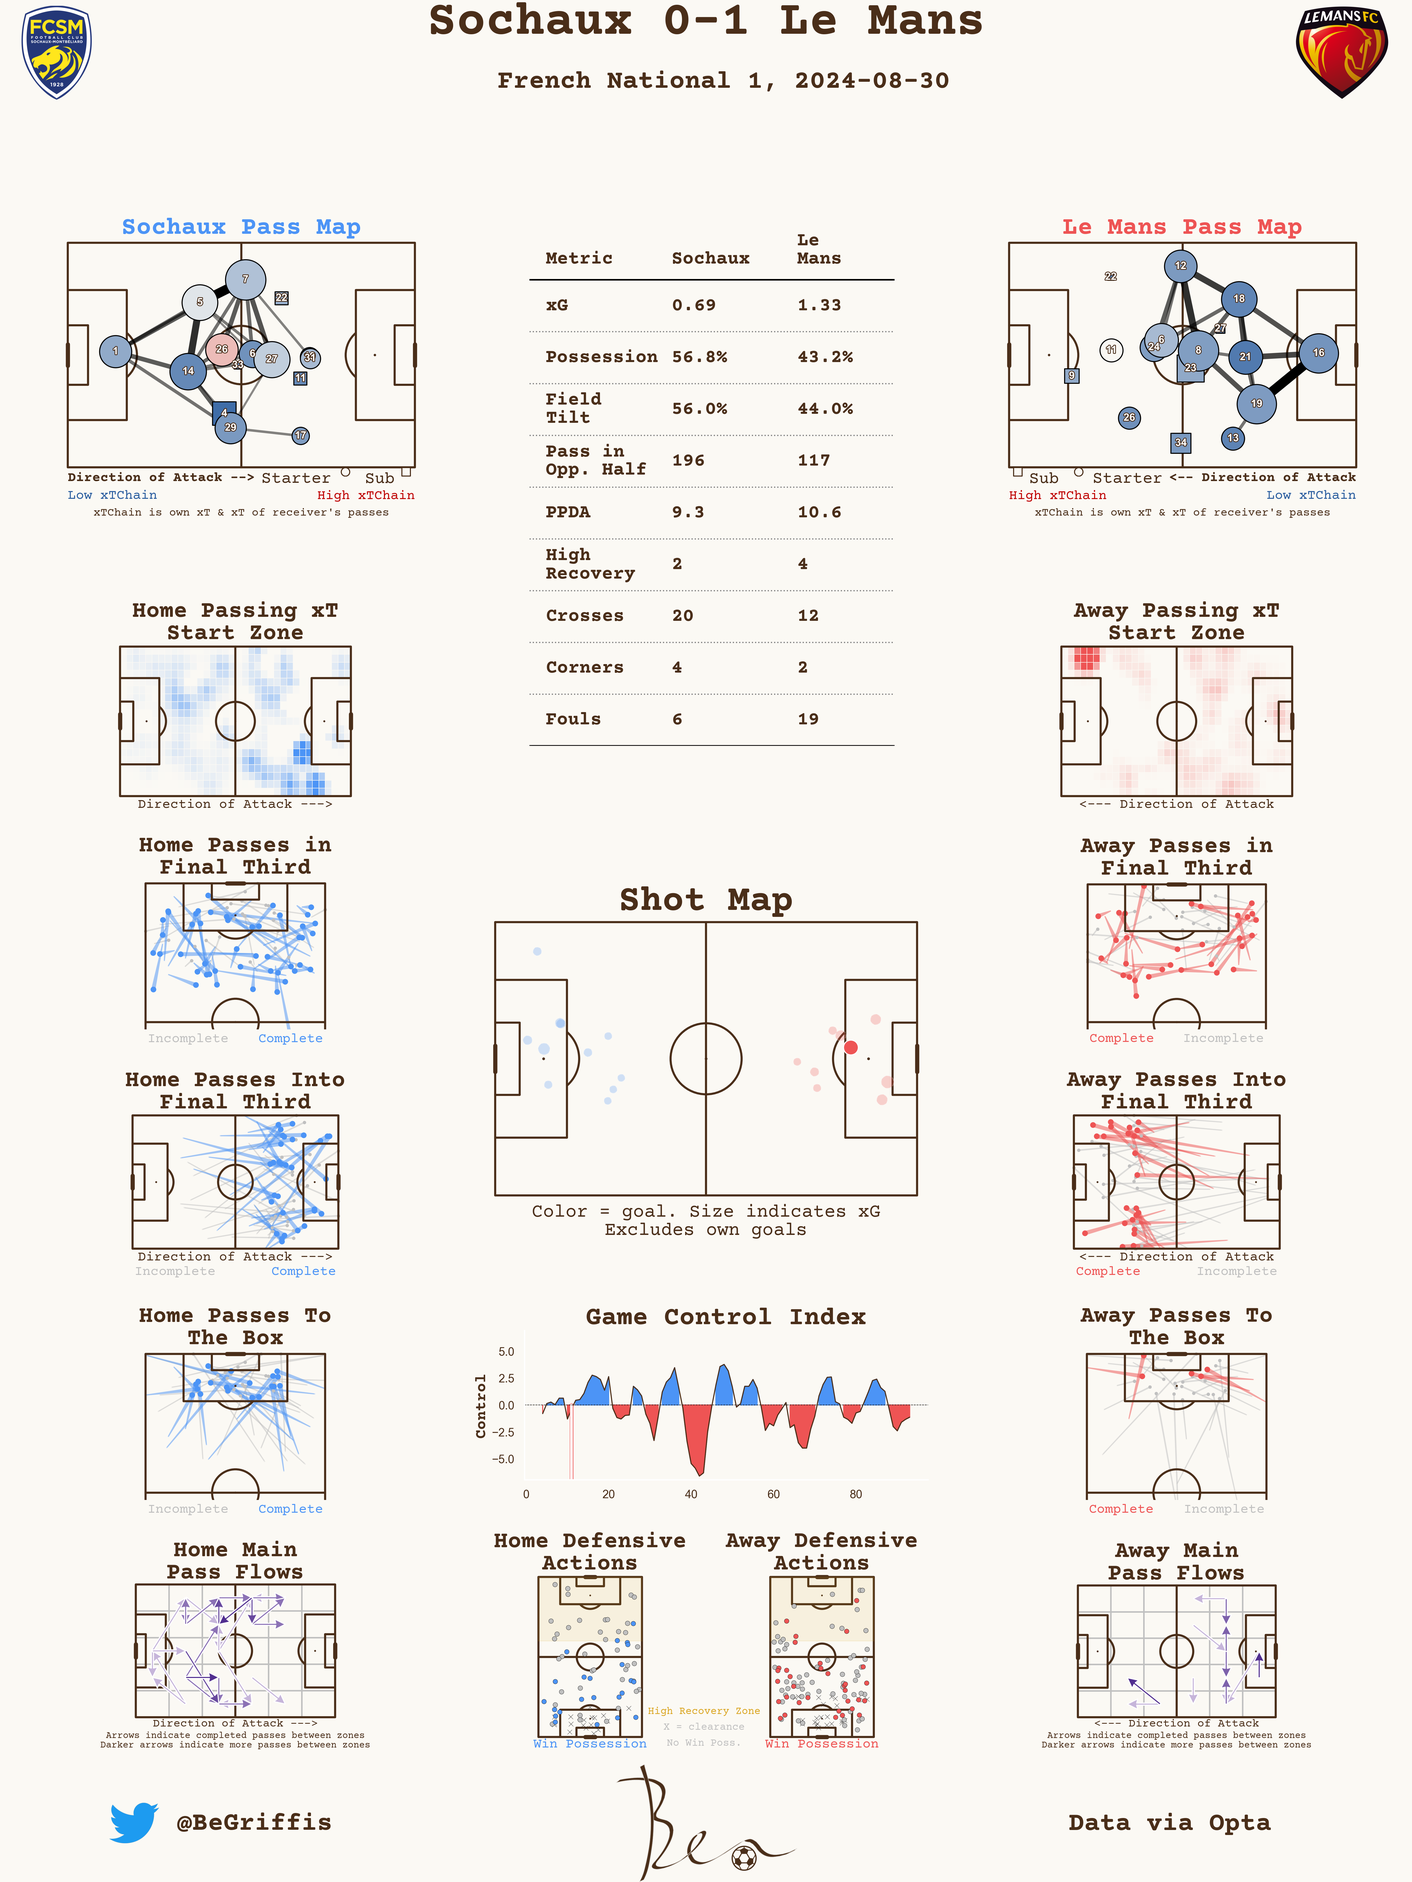 Sochaux 0-1 Le Mans
French National 1, 2024-08-30
FCSM
FOOTBALL CLUB
SOCHAUX-MONTBÉLIARD
1928
LEMANS FC
Sochaux Pass Map
7
5
22
1
26
6
27
31
33
14
11
4
29
17
Direction of Attack --> Starter Sub
Low xTChain High xTChain
xTChain is own xT & xT of receiver's passes
Metric Sochaux Le Mans
xG 0.69 1.33
Possession 56.8% 43.2%
Field Tilt 56.0% 44.0%
Pass in Opp. Half 196 117
PPDA 9.3 10.6
High Recovery 2 4
Crosses 20 12
Corners 4 2
Fouls 6 19
Le Mans Pass Map
12
22
18
27
6
24
11
8
21
16
23
9
19
26
13
34
Sub Starter <-- Direction of Attack
High xTChain Low xTChain
xTChain is own xT & xT of receiver's passes
Home Passing xT
Start Zone
Direction of Attack --->
Away Passing xT
Start Zone
<--- Direction of Attack
Home Passes in
Final Third
Incomplete Complete
Away Passes in
Final Third
Complete Incomplete
Shot Map
Color = goal. Size indicates xG
Excludes own goals
Home Passes Into
Final Third
Direction of Attack --->
Incomplete Complete
Away Passes Into
Final Third
<--- Direction of Attack
Complete Incomplete
Home Passes To
The Box
Incomplete Complete
Game Control Index
Control
5.0
2.5
0.0
−2.5
−5.0
0 20 40 60 80
Away Passes To
The Box
Complete Incomplete
Home Main
Pass Flows
Direction of Attack --->
Arrows indicate completed passes between zones
Darker arrows indicate more passes between zones
Home Defensive
Actions
Win Possession
High Recovery Zone
X = clearance
No Win Poss.
Away Defensive
Actions
Win Possession
Away Main
Pass Flows
<--- Direction of Attack
Arrows indicate completed passes between zones
Darker arrows indicate more passes between zones
@BeGriffis
Ben
Data via Opta